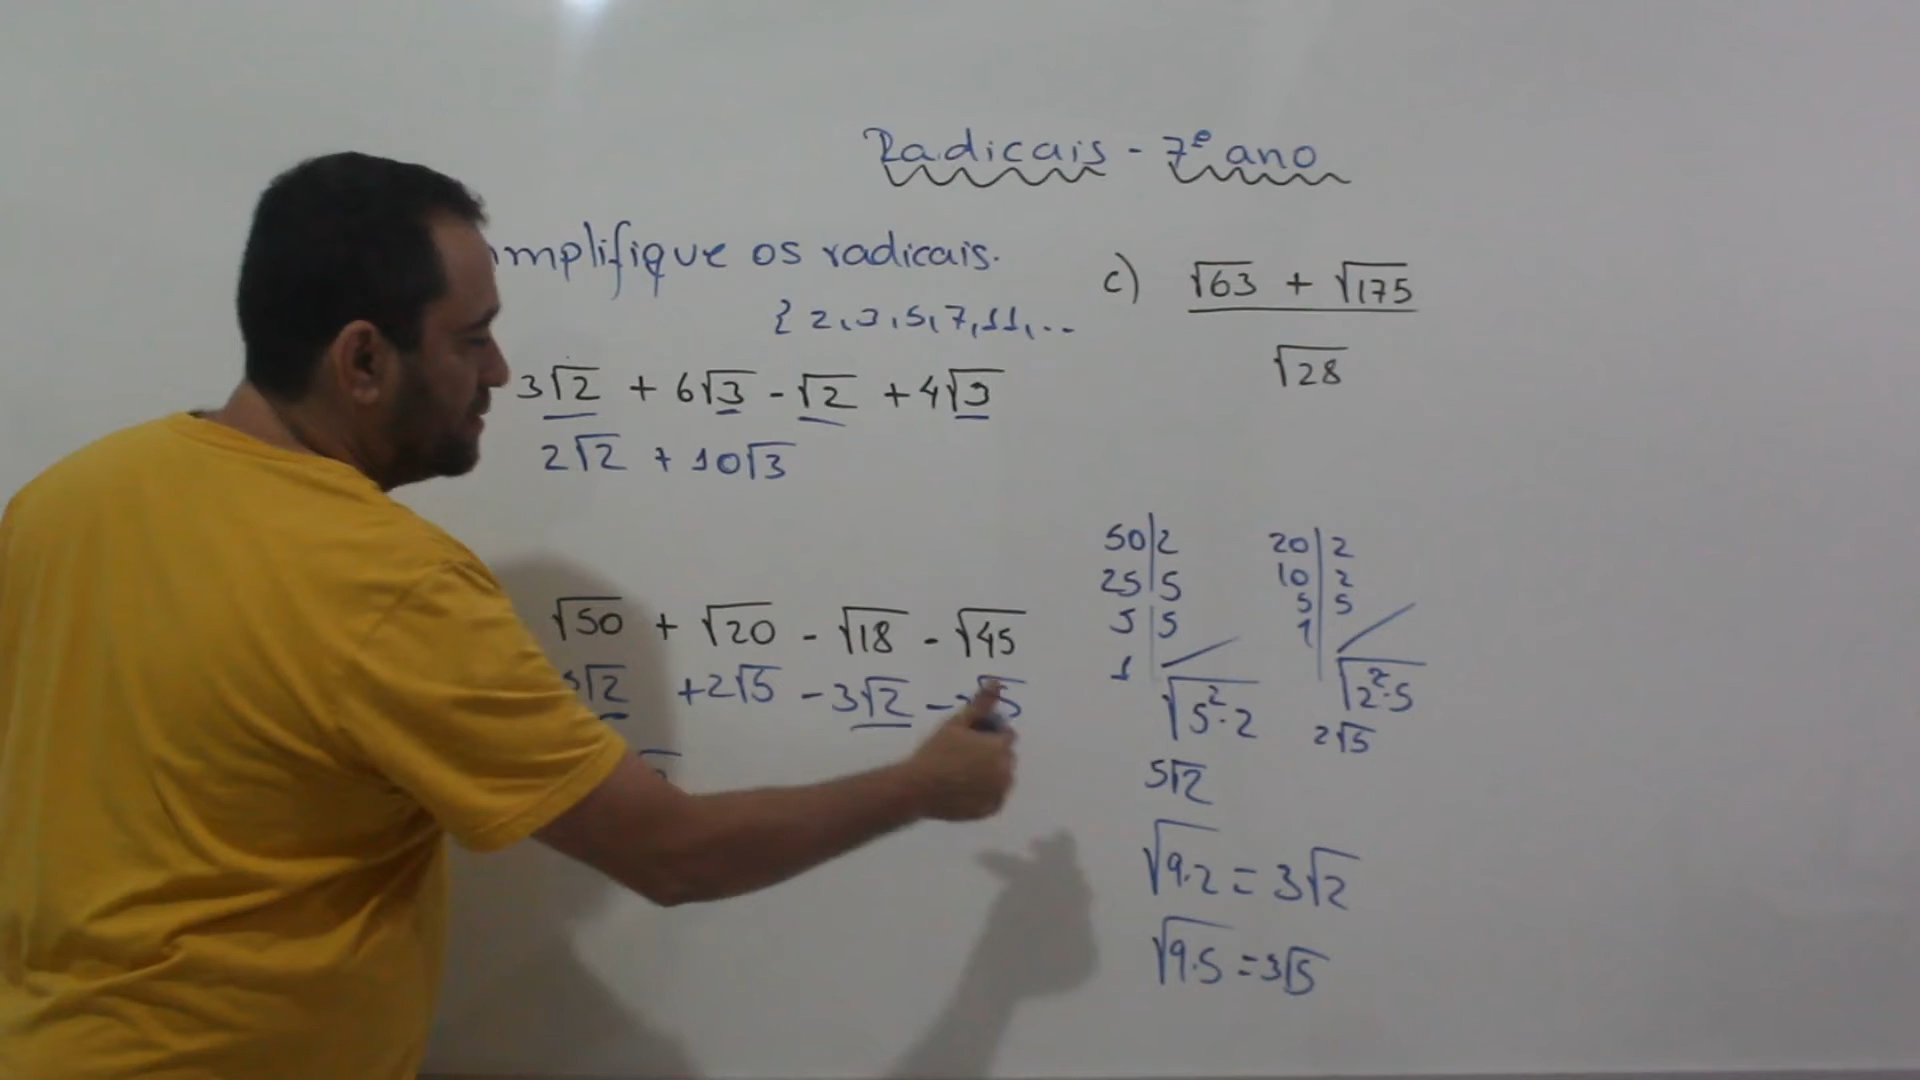 Radicais - 7º ano
implifique os radicais.
{ 2, 3, 5, 7, 11, ...
3√2 + 6√3 - √2 + 4√3
2√2 + 10√3
√50 + √20 - √18 - √45
5√2 + 2√5 - 3√2 -
c) √63 + √175
√28
50|2
25|5
5|5
1
√5²·2
5√2
20|2
10|2
5|5
1
√2²·5
2√5
√9·2 = 3√2
√9·5 = 3√5